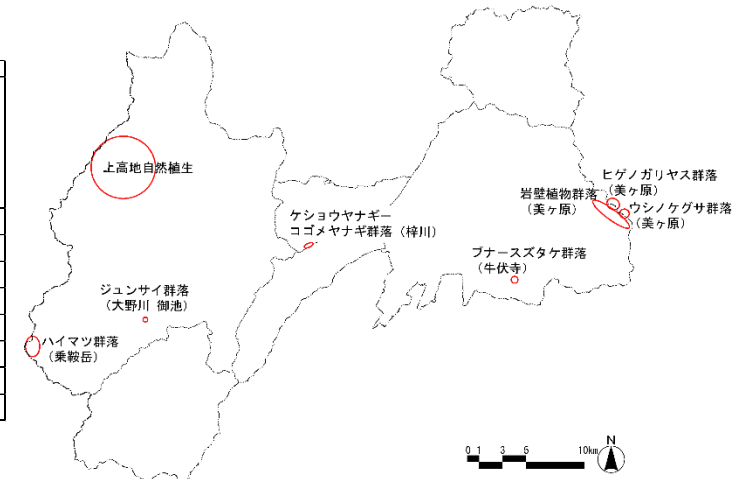 上高地自然植生
ヒゲノガリヤス群落
(美ヶ原)
岩壁植物群落
(美ヶ原)
ウシノケグサ群落
(美ヶ原)
ケショウヤナギー
コゴメヤナギ群落(梓川)
ブナースズタケ群落
(牛伏寺)
ジュンサイ群落
(大野川 御池)
ハイマツ群落
(乗鞍岳)
0 1 3 5 10km
N